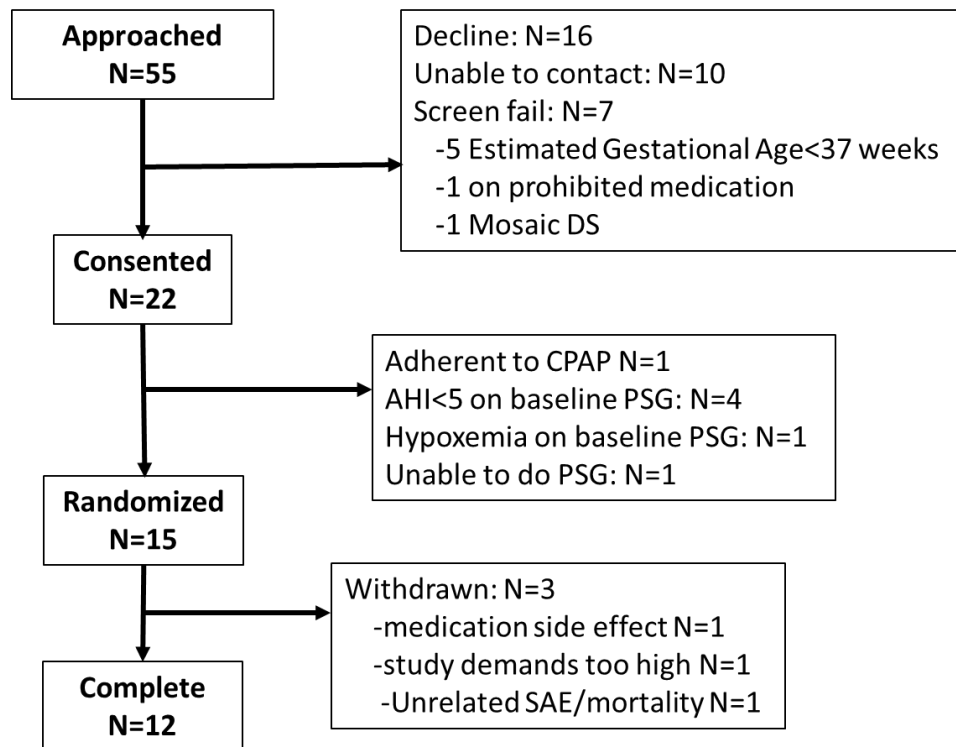 Approached
N=55
Decline: N=16
Unable to contact: N=10
Screen fail: N=7
-5 Estimated Gestational Age<37 weeks
-1 on prohibited medication
-1 Mosaic DS
Consented
N=22
Adherent to CPAP N=1
AHI<5 on baseline PSG: N=4
Hypoxemia on baseline PSG: N=1
Unable to do PSG: N=1
Randomized
N=15
Withdrawn: N=3
-medication side effect N=1
-study demands too high N=1
-Unrelated SAE/mortality N=1
Complete
N=12